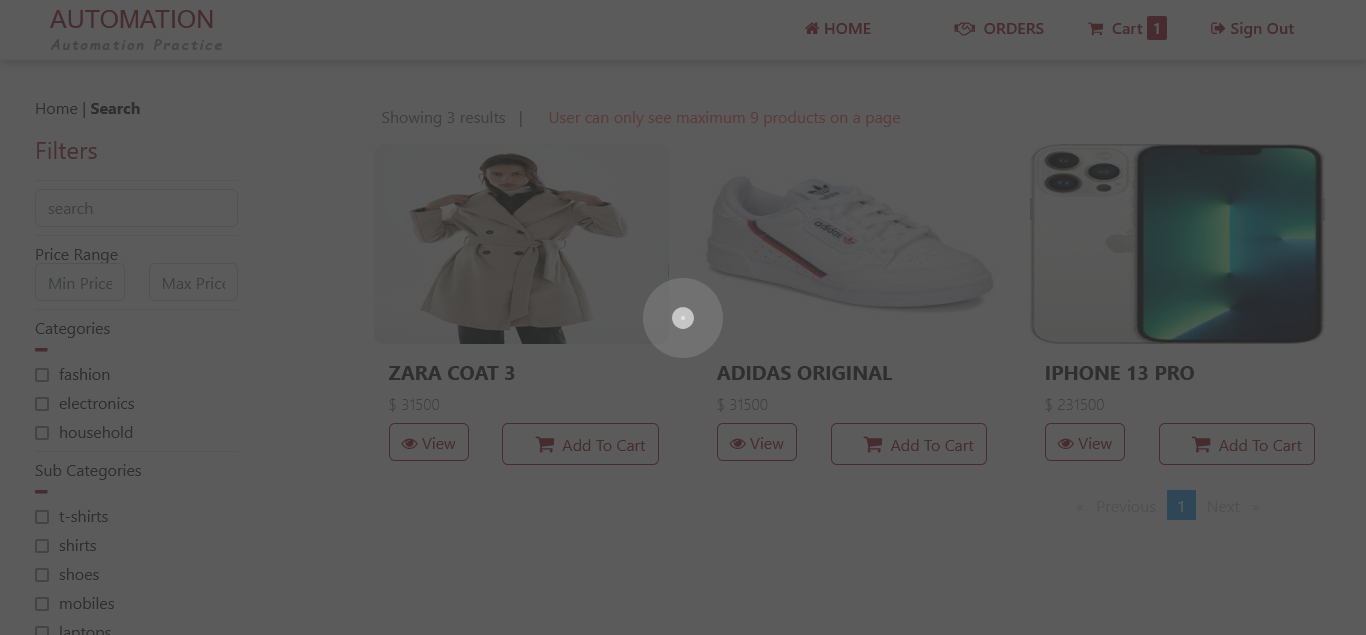 AUTOMATION
Automation Practice
HOME
ORDERS
Cart 1
Sign Out
Home | Search
Filters
search
Price Range
Min Price
Max Price
Categories
fashion
electronics
household
Sub Categories
t-shirts
shirts
shoes
mobiles
laptops
Showing 3 results |
User can only see maximum 9 products on a page
adidas
ZARA COAT 3
$ 31500
View
Add To Cart
ADIDAS ORIGINAL
$ 31500
View
Add To Cart
IPHONE 13 PRO
$ 231500
View
Add To Cart
« Previous 1 Next »